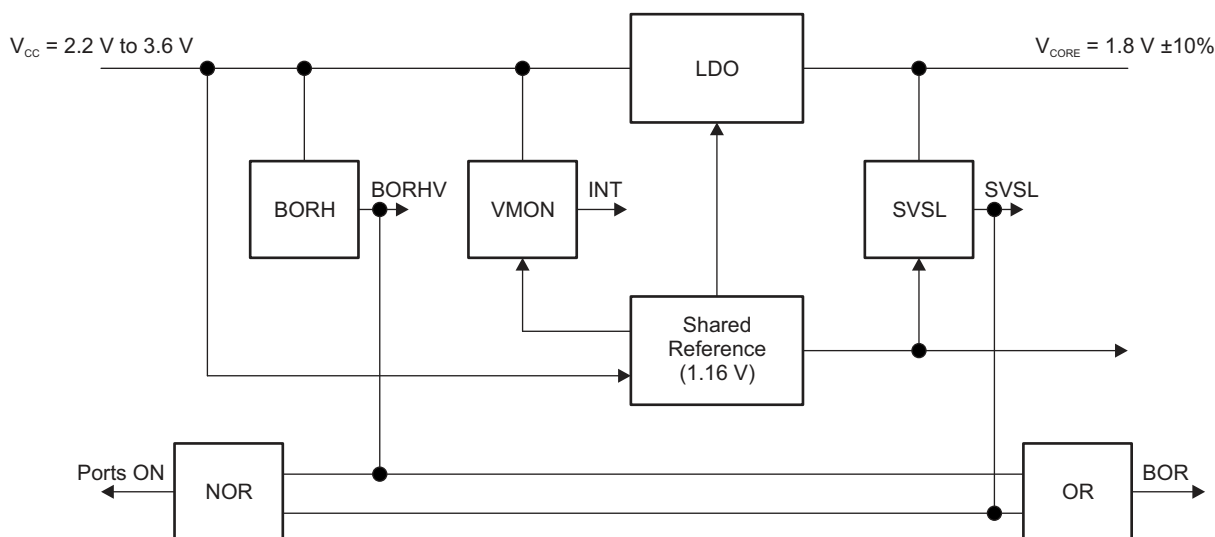 V_CC = 2.2 V to 3.6 V
LDO
V_CORE = 1.8 V ±10%
BORH
BORHV
VMON
INT
SVSL
SVSL
Shared
Reference
(1.16 V)
Ports ON
NOR
OR
BOR